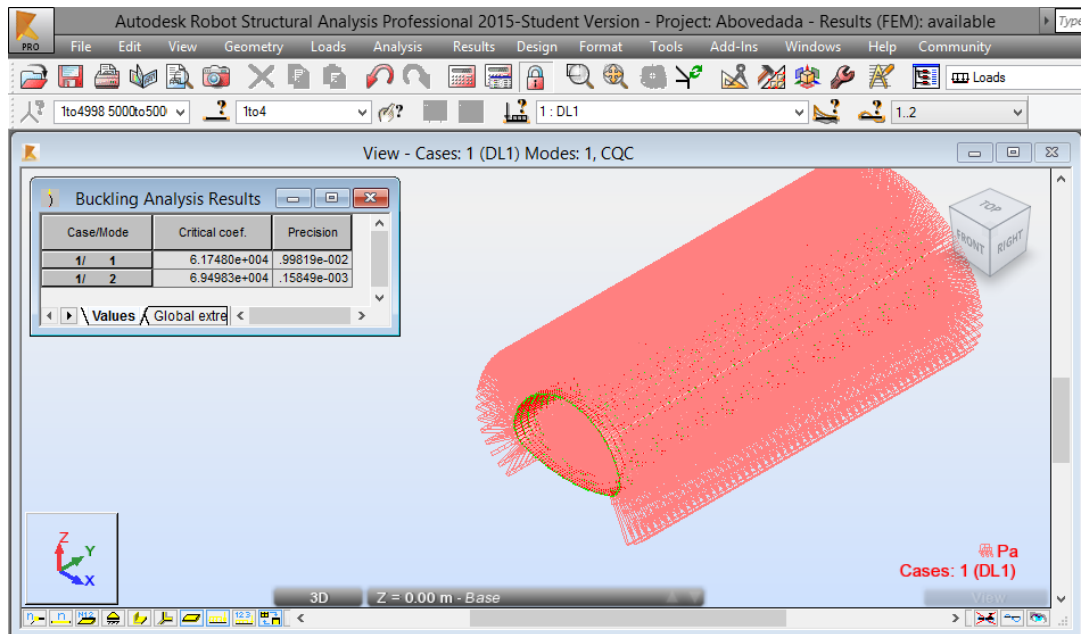 Autodesk Robot Structural Analysis Professional 2015-Student Version - Project: Abovedada - Results (FEM): available
Type
PRO
File Edit View Geometry Loads Analysis Results Design Format Tools Add-Ins Windows Help Community
Loads
1to4998 5000to500
1to4
1 : DL1
1..2
View - Cases: 1 (DL1) Modes: 1, CQC
Buckling Analysis Results
Case/Mode Critical coef. Precision
1/ 1 6.17480e+004 .99819e-002
1/ 2 6.94983e+004 .15849e-003
Values Global extre
TOP
FRONT RIGHT
Z
Y
X
Pa
Cases: 1 (DL1)
3D Z = 0.00 m - Base View